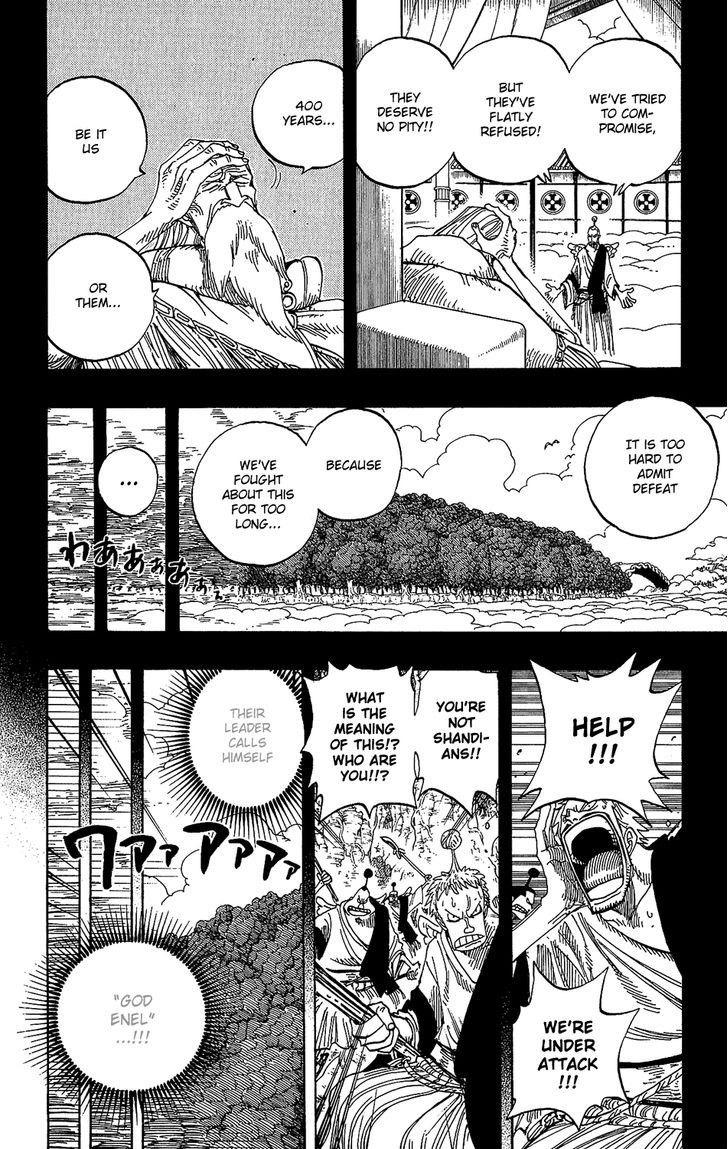 WE'VE TRIED
TO COM-
PROMISE,
BUT
THEY'VE
FLATLY
REFUSED!
THEY
DESERVE
NO PITY!!
400
YEARS...
BE IT
US
OR
THEM...
IT IS TOO
HARD TO
ADMIT
DEFEAT
BECAUSE
WE'VE
FOUGHT
ABOUT THIS
FOR TOO
LONG...
...
わぁぁぁぁぁぇ
HELP
!!!
WE'RE
UNDER
ATTACK
!!!
YOU'RE
NOT
SHANDI-
ANS!!
WHAT
IS THE
MEANING
OF THIS!?
WHO ARE
YOU!!?
THEIR
LEADER
CALLS
HIMSELF
ワァァァァァ
"GOD
ENEL"
...!!!